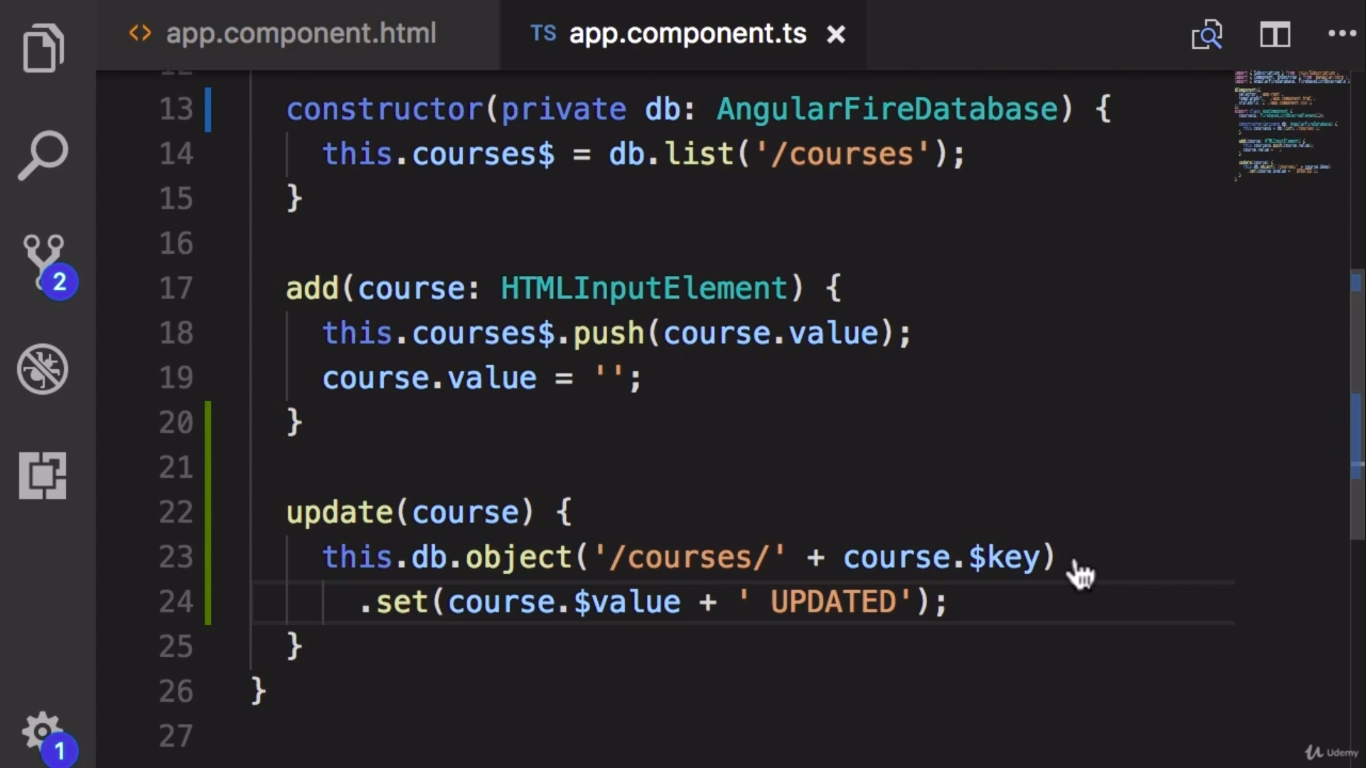 <> app.component.html TS app.component.ts ×
12
13 constructor(private db: AngularFireDatabase) {
14 this.courses$ = db.list('/courses');
15 }
16
17 add(course: HTMLInputElement) {
18 this.courses$.push(course.value);
19 course.value = '';
20 }
21
22 update(course) {
23 this.db.object('/courses/' + course.$key)
24 .set(course.$value + ' UPDATED');
25 }
26 }
27
2
1
Udemy